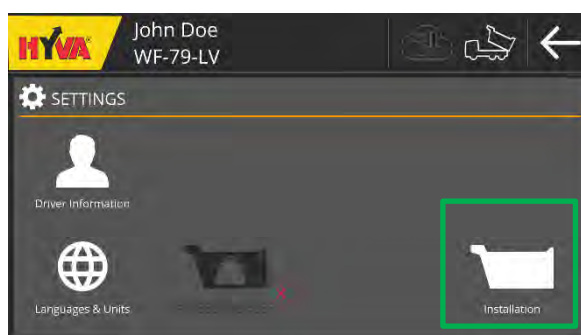 HYVA
John Doe
WF-79-LV
SETTINGS
Driver Information
Languages & Units
Installation